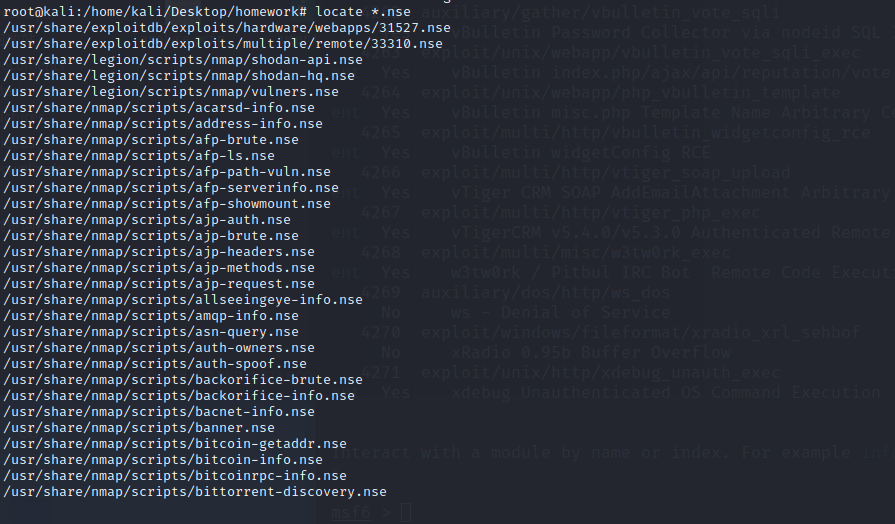 root@kali:/home/kali/Desktop/homework# locate *.nse
/usr/share/exploitdb/exploits/hardware/webapps/31527.nse
/usr/share/exploitdb/exploits/multiple/remote/33310.nse
/usr/share/legion/scripts/nmap/shodan-api.nse
/usr/share/legion/scripts/nmap/shodan-hq.nse
/usr/share/legion/scripts/nmap/vulners.nse
/usr/share/nmap/scripts/acarsd-info.nse
/usr/share/nmap/scripts/address-info.nse
/usr/share/nmap/scripts/afp-brute.nse
/usr/share/nmap/scripts/afp-ls.nse
/usr/share/nmap/scripts/afp-path-vuln.nse
/usr/share/nmap/scripts/afp-serverinfo.nse
/usr/share/nmap/scripts/afp-showmount.nse
/usr/share/nmap/scripts/ajp-auth.nse
/usr/share/nmap/scripts/ajp-brute.nse
/usr/share/nmap/scripts/ajp-headers.nse
/usr/share/nmap/scripts/ajp-methods.nse
/usr/share/nmap/scripts/ajp-request.nse
/usr/share/nmap/scripts/allseeingeye-info.nse
/usr/share/nmap/scripts/amqp-info.nse
/usr/share/nmap/scripts/asn-query.nse
/usr/share/nmap/scripts/auth-owners.nse
/usr/share/nmap/scripts/auth-spoof.nse
/usr/share/nmap/scripts/backorifice-brute.nse
/usr/share/nmap/scripts/backorifice-info.nse
/usr/share/nmap/scripts/bacnet-info.nse
/usr/share/nmap/scripts/banner.nse
/usr/share/nmap/scripts/bitcoin-getaddr.nse
/usr/share/nmap/scripts/bitcoin-info.nse
/usr/share/nmap/scripts/bitcoinrpc-info.nse
/usr/share/nmap/scripts/bittorrent-discovery.nse
auxiliary/gather/vbulletin_vote_sqli
vBulletin Password Collector via nodeid SQL
exploit/unix/webapp/vbulletin_vote_sqli_exec
Yes vBulletin index.php/ajax/api/reputation/vote
4264 exploit/unix/webapp/php_vbulletin_template
Yes vBulletin misc.php Template Name Arbitrary
4265 exploit/multi/http/vbulletin_widgetconfig_rce
Yes vBulletin widgetConfig RCE
4266 exploit/multi/http/vtiger_soap_upload
Yes vTiger CRM SOAP AddEmailAttachment Arbitrary
4267 exploit/multi/http/vtiger_php_exec
Yes vTigerCRM v5.4.0/v5.3.0 Authenticated Remote
4268 exploit/multi/misc/w3tw0rk_exec
Yes w3tw0rk / Pitbul IRC Bot Remote Code Executi
4269 auxiliary/dos/http/ws_dos
No ws - Denial of Service
4270 exploit/windows/fileformat/xradio_xrl_sehbof
No xRadio 0.95b Buffer Overflow
4271 exploit/unix/http/xdebug_unauth_exec
Yes xdebug Unauthenticated OS Command Execution
Interact with a module by name or index. For example
msf6 >